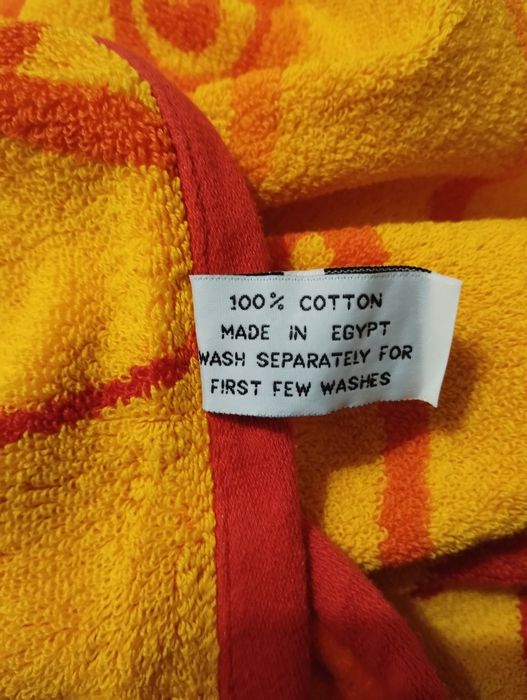 100% COTTON
MADE IN EGYPT
WASH SEPARATELY FOR
FIRST FEW WASHES